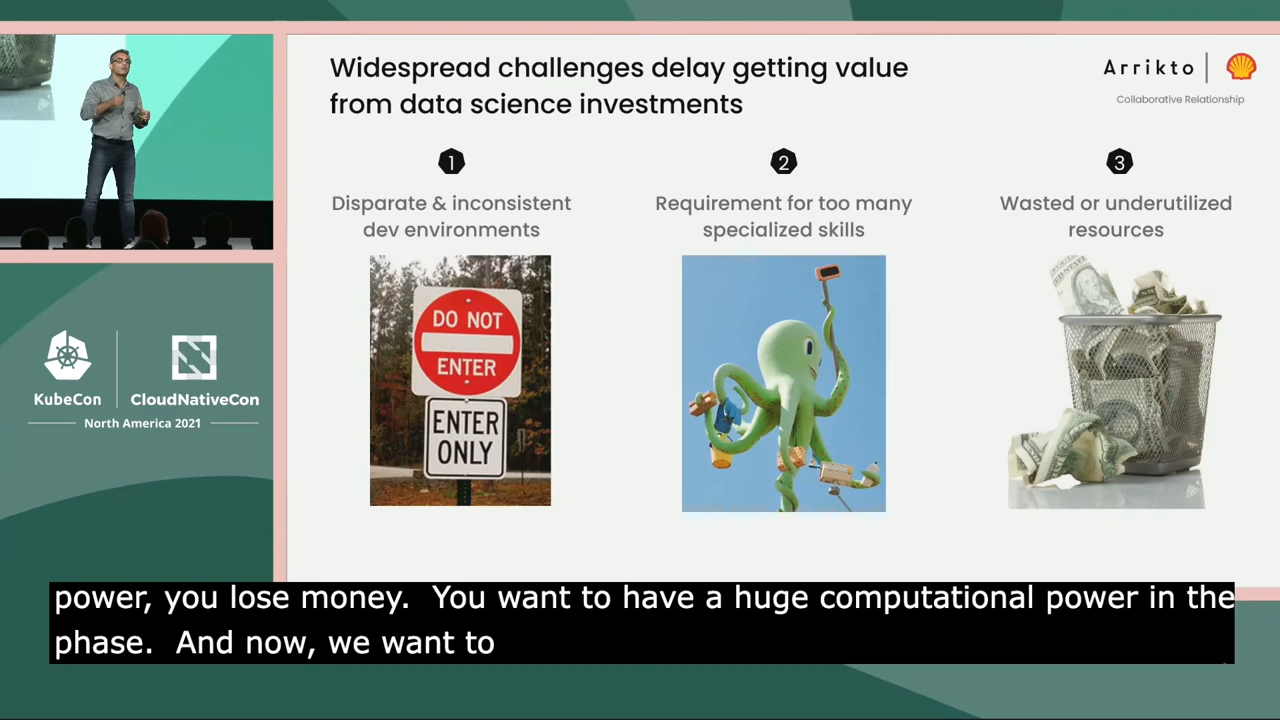 Widespread challenges delay getting value
from data science investments
Arrikto
Collaborative Relationship
1
Disparate & inconsistent
dev environments
2
Requirement for too many
specialized skills
3
Wasted or underutilized
resources
DO NOT
ENTER
ENTER
ONLY
KubeCon
CloudNativeCon
North America 2021
power, you lose money.  You want to have a huge computational power in the
phase.  And now, we want to